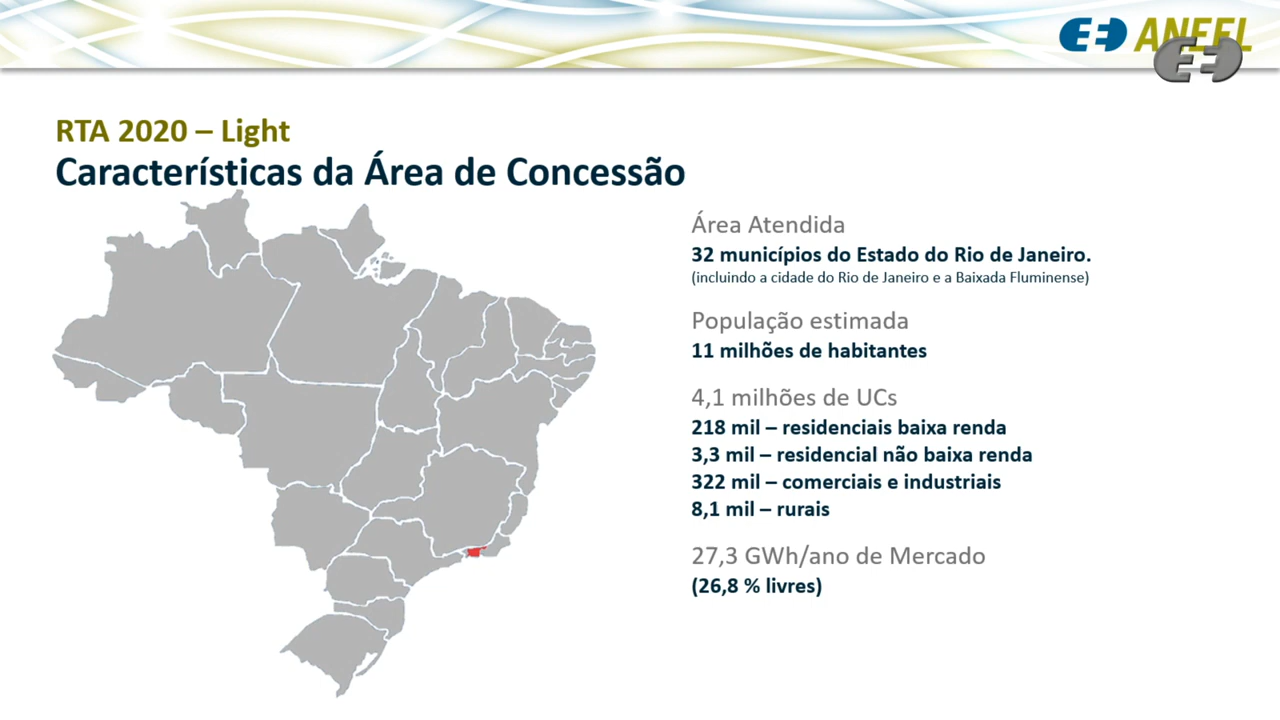 ANEEL
RTA 2020 – Light
Características da Área de Concessão
Área Atendida
32 municípios do Estado do Rio de Janeiro.
(incluindo a cidade do Rio de Janeiro e a Baixada Fluminense)
População estimada
11 milhões de habitantes
4,1 milhões de UCs
218 mil – residenciais baixa renda
3,3 mil – residencial não baixa renda
322 mil – comerciais e industriais
8,1 mil – rurais
27,3 GWh/ano de Mercado
(26,8 % livres)